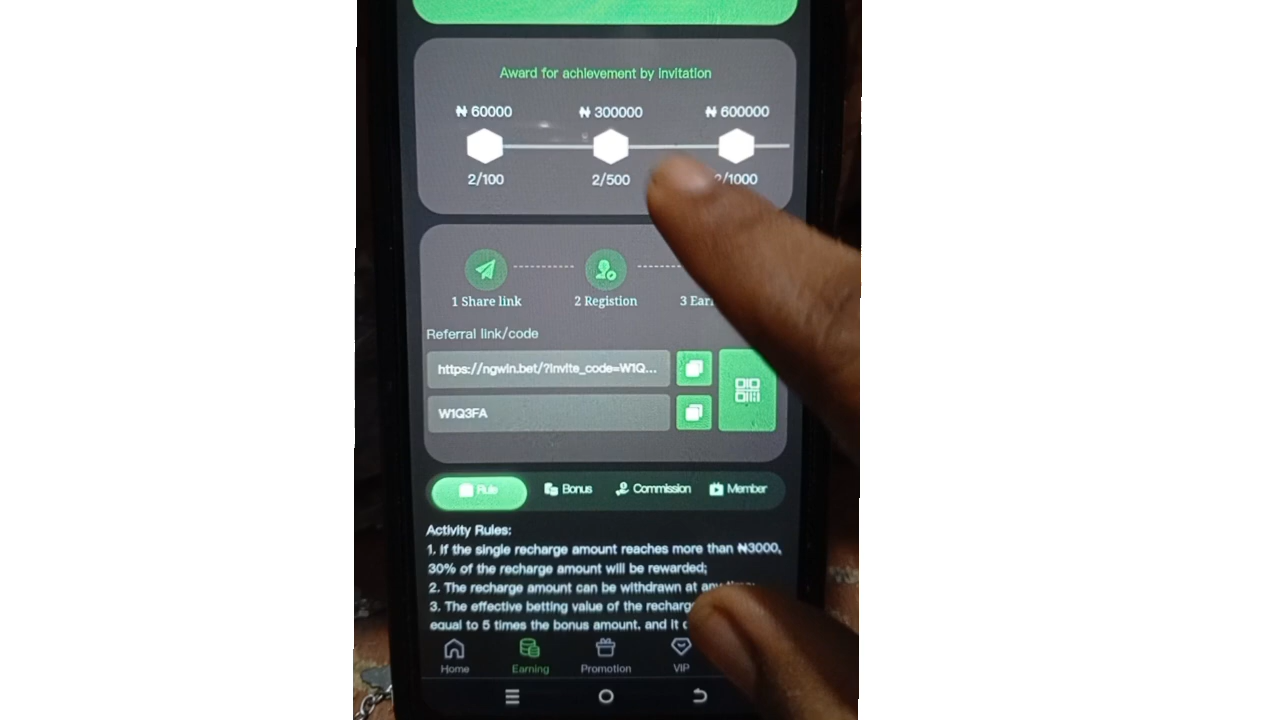 Award for achievement by invitation
₦ 60000 ₦ 300000 ₦ 600000
2/100 2/500 2/1000
1 Share link 2 Registion 3
Referral link/code
https://ngwin.bet/?invite_code=W1Q...
W1Q3FA
Rule Bonus Commission Member
Activity Rules:
1. If the single recharge amount reaches more than ₦3000,
30% of the recharge amount will be rewarded;
2. The recharge amount can be withdrawn at any time;
3. The effective betting value of the
equal to 5 times the bonus amount, and it
Home Earning Promotion VIP